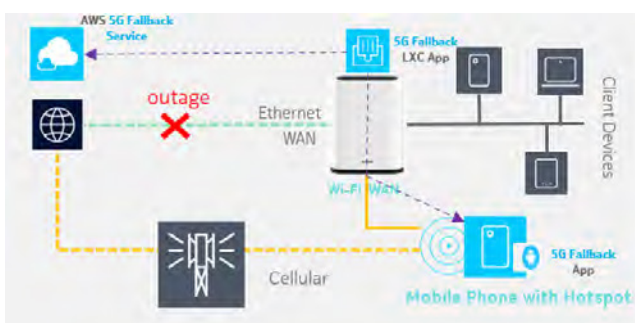 AWS 5G Fallback
Service
5G Fallback
LXC App
outage
Ethernet
WAN
Client Devices
Wi-Fi WAN
5G Fallback
App
Cellular
Mobile Phone with Hotspot